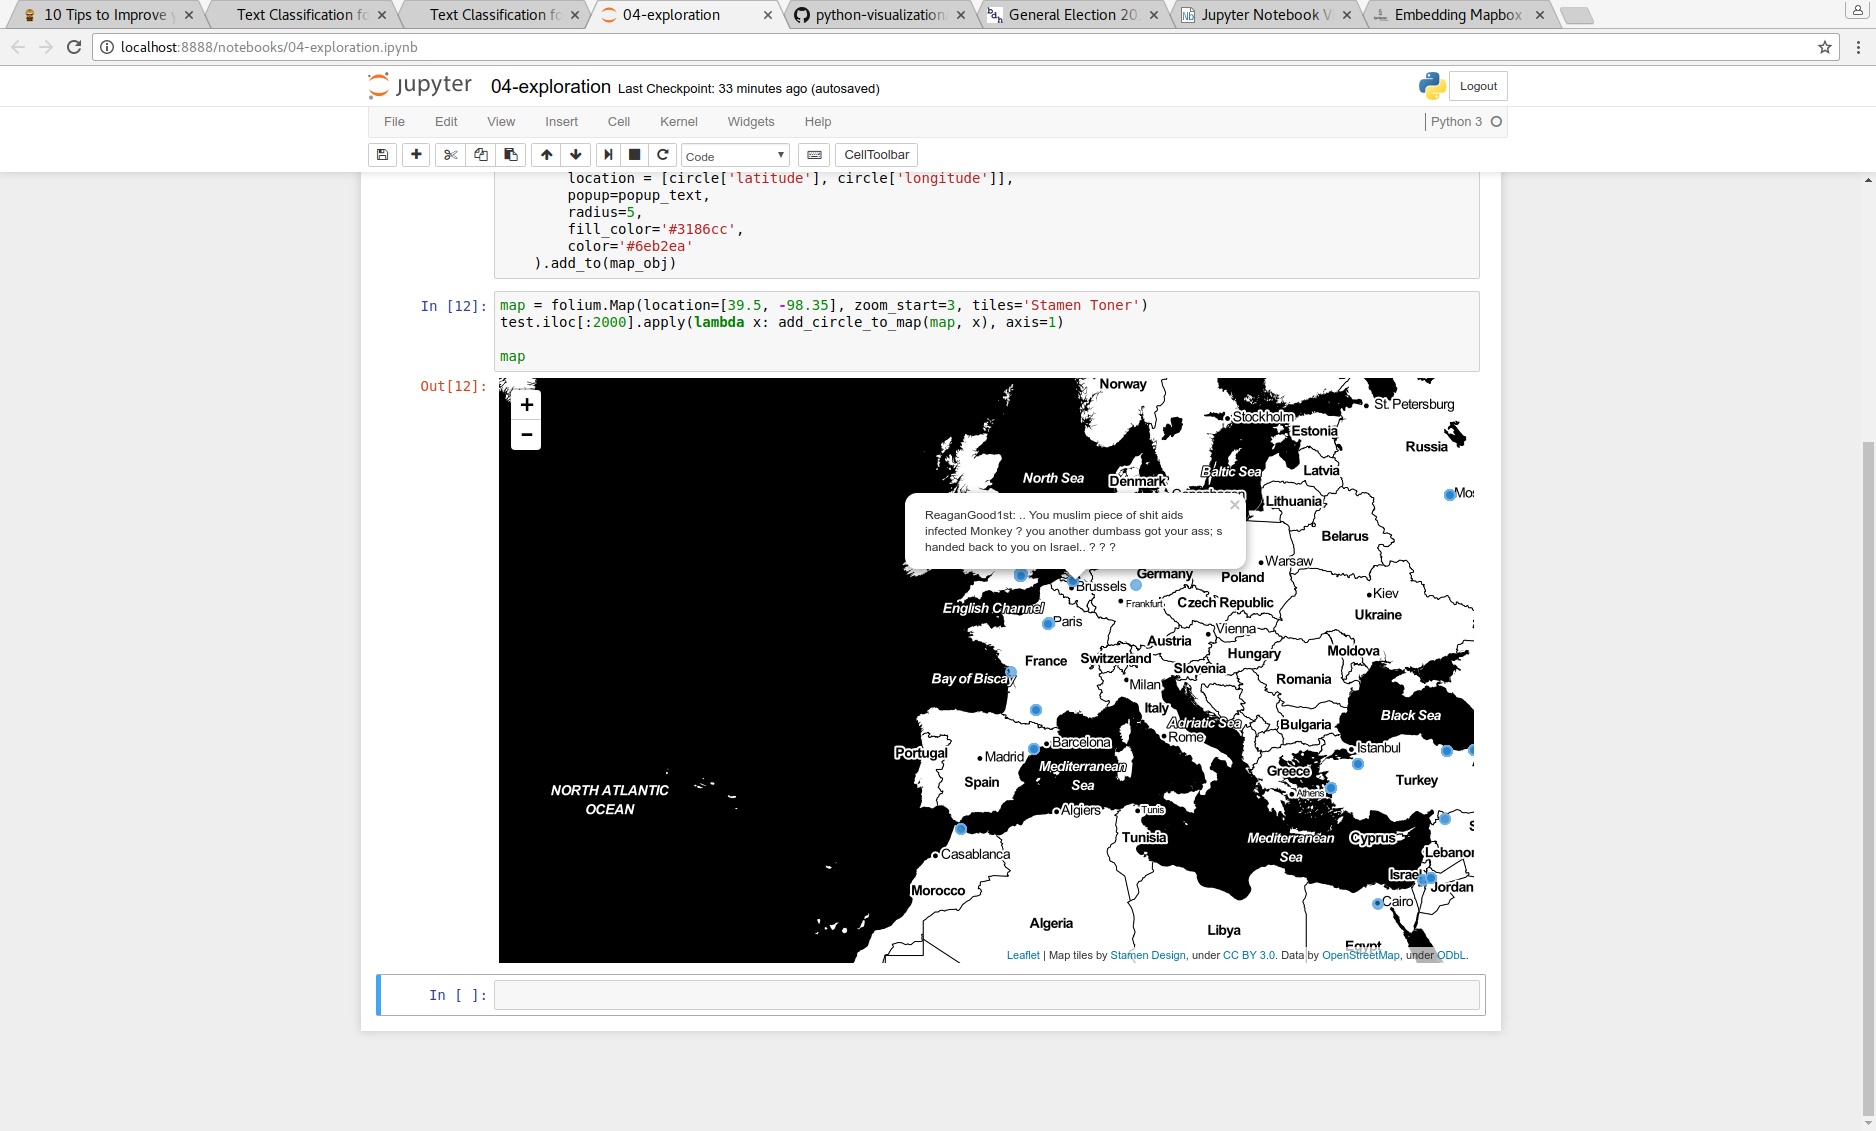 10 Tips to Improve
Text Classification fo
Text Classification fo
04-exploration
python-visualization
General Election 20
Jupyter Notebook V
Embedding Mapbox
localhost:8888/notebooks/04-exploration.ipynb
jupyter 04-exploration Last Checkpoint: 33 minutes ago (autosaved)
Logout
File Edit View Insert Cell Kernel Widgets Help
Python 3
Code
CellToolbar
location = [circle['latitude'], circle['longitude']],
popup=popup_text,
radius=5,
fill_color='#3186cc',
color='#6eb2ea'
).add_to(map_obj)
In [12]:
map = folium.Map(location=[39.5, -98.35], zoom_start=3, tiles='Stamen Toner')
test.iloc[:2000].apply(lambda x: add_circle_to_map(map, x), axis=1)
map
Out[12]:
+
−
Norway
Stockholm
St. Petersburg
Estonia
Russia
North Sea
Baltic Sea
Latvia
Denmark
Lithuania
Mos
ReaganGood1st: .. You muslim piece of shit aids
infected Monkey ? you another dumbass got your ass; s
handed back to you on Israel.. ? ? ?
×
Belarus
Warsaw
Germany
Poland
Brussels
Kiev
English Channel
Frankfurt
Czech Republic
Ukraine
Paris
Vienna
Austria
France
Switzerland
Hungary
Moldova
Slovenia
Bay of Biscay
Milan
Romania
Italy
Adriatic Sea
Bulgaria
Black Sea
Rome
Portugal
Madrid
Barcelona
Istanbul
Mediterranean
Sea
Spain
Greece
Turkey
NORTH ATLANTIC
OCEAN
Athens
Algiers
Tunis
Tunisia
Mediterranean
Sea
Cyprus
S
Casablanca
Lebanon
Morocco
Israel
Jordan
Cairo
Algeria
Libya
Egypt
Leaflet | Map tiles by Stamen Design, under CC BY 3.0. Data by OpenStreetMap, under ODbL.
In [ ]: